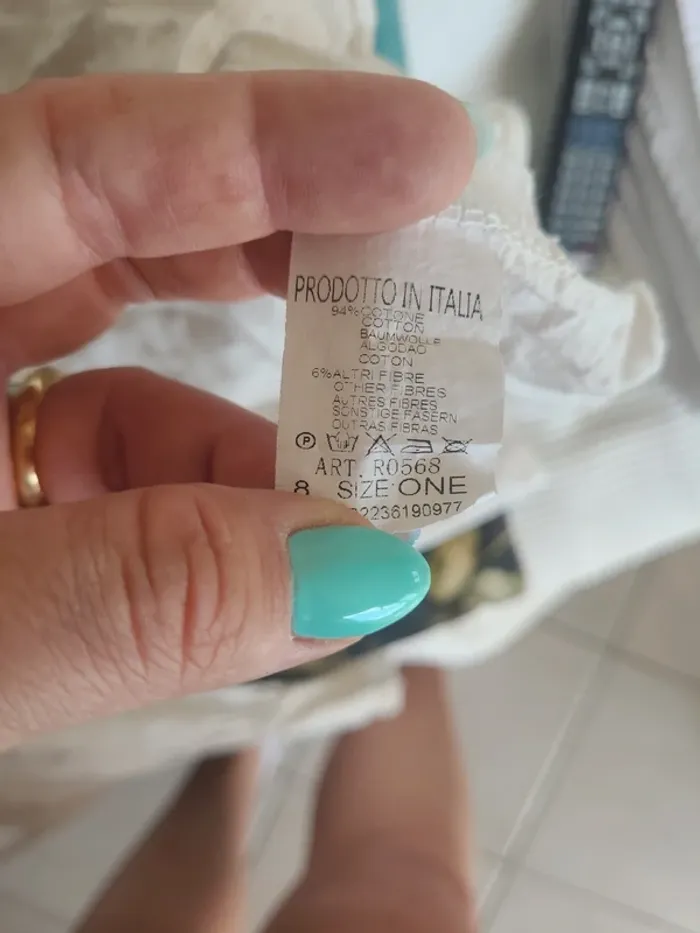 PRODOTTO IN ITALIA
94%COTONE
COTTON
BAUMWOLLE
ALGODAO
COTON
6%ALTRI FIBRE
OTHER FIBRES
AUTRES FIBRES
SONSTIGE FASERN
OUTRAS FIBRAS
P
ART. R0568
8 SIZE ONE
2236190977